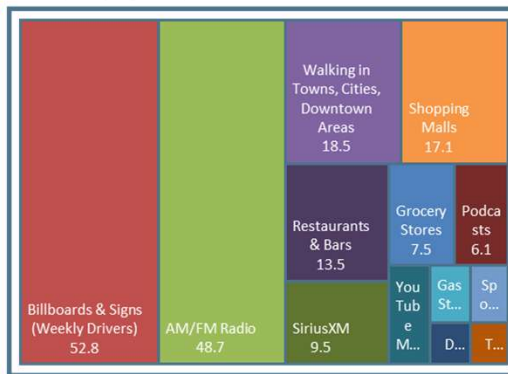 Billboards & Signs
(Weekly Drivers)
52.8
AM/FM Radio
48.7
Walking in
Towns, Cities,
Downtown
Areas
18.5
Shopping
Malls
17.1
Restaurants
& Bars
13.5
SiriusXM
9.5
Grocery
Stores
7.5
Podca
sts
6.1
You
Tube
M...
Gas
St...
Sp
o...
D...
T...